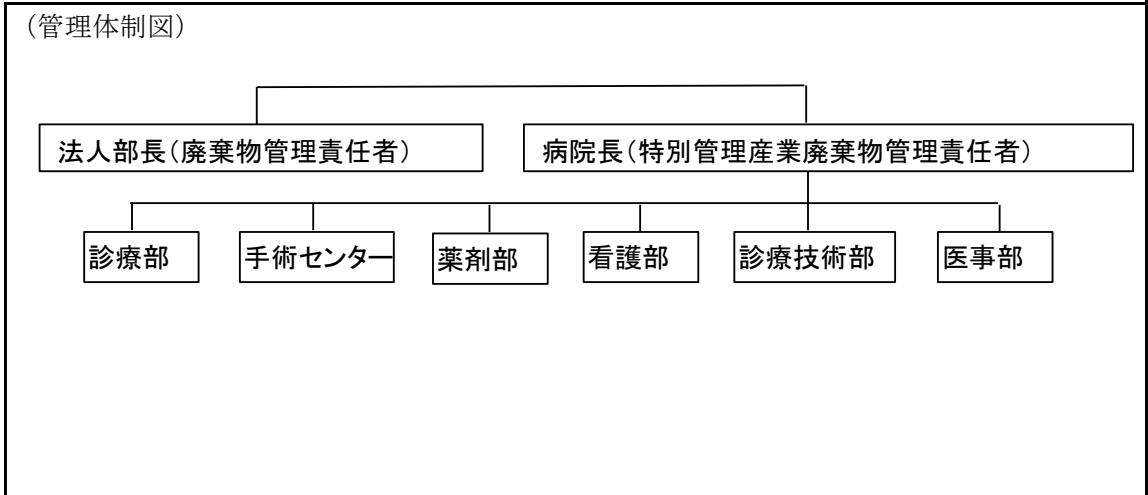 （管理体制図）
法人部長（廃棄物管理責任者）
病院長（特別管理産業廃棄物管理責任者）
診療部
手術センター
薬剤部
看護部
診療技術部
医事部